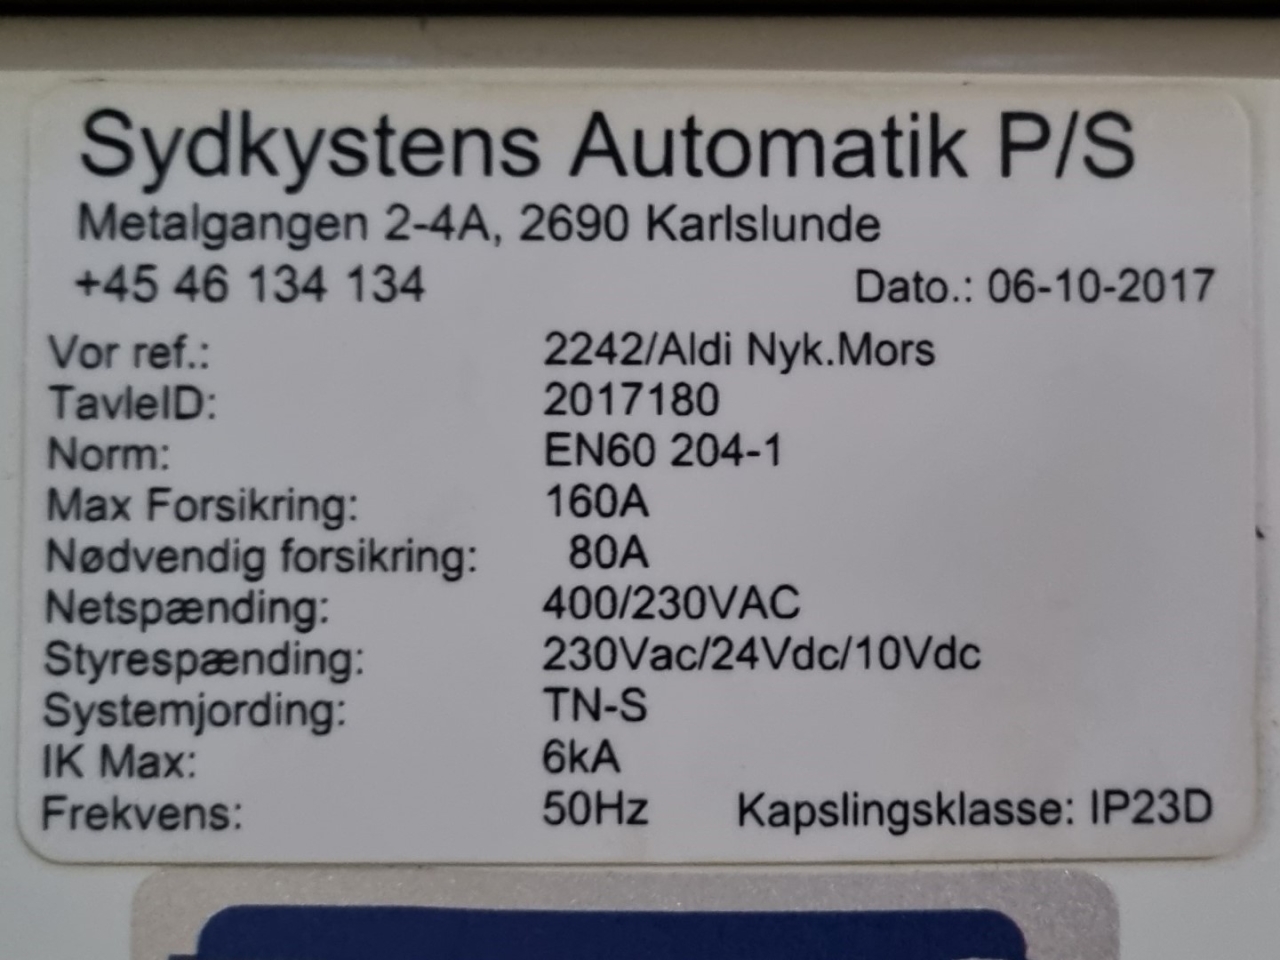 Sydkystens Automatik P/S
Metalgangen 2-4A, 2690 Karlslunde
+45 46 134 134 Dato.: 06-10-2017
Vor ref.: 2242/Aldi Nyk.Mors
TavleID: 2017180
Norm: EN60 204-1
Max Forsikring: 160A
Nødvendig forsikring: 80A
Netspænding: 400/230VAC
Styrespænding: 230Vac/24Vdc/10Vdc
Systemjording: TN-S
IK Max: 6kA
Frekvens: 50Hz Kapslingsklasse: IP23D